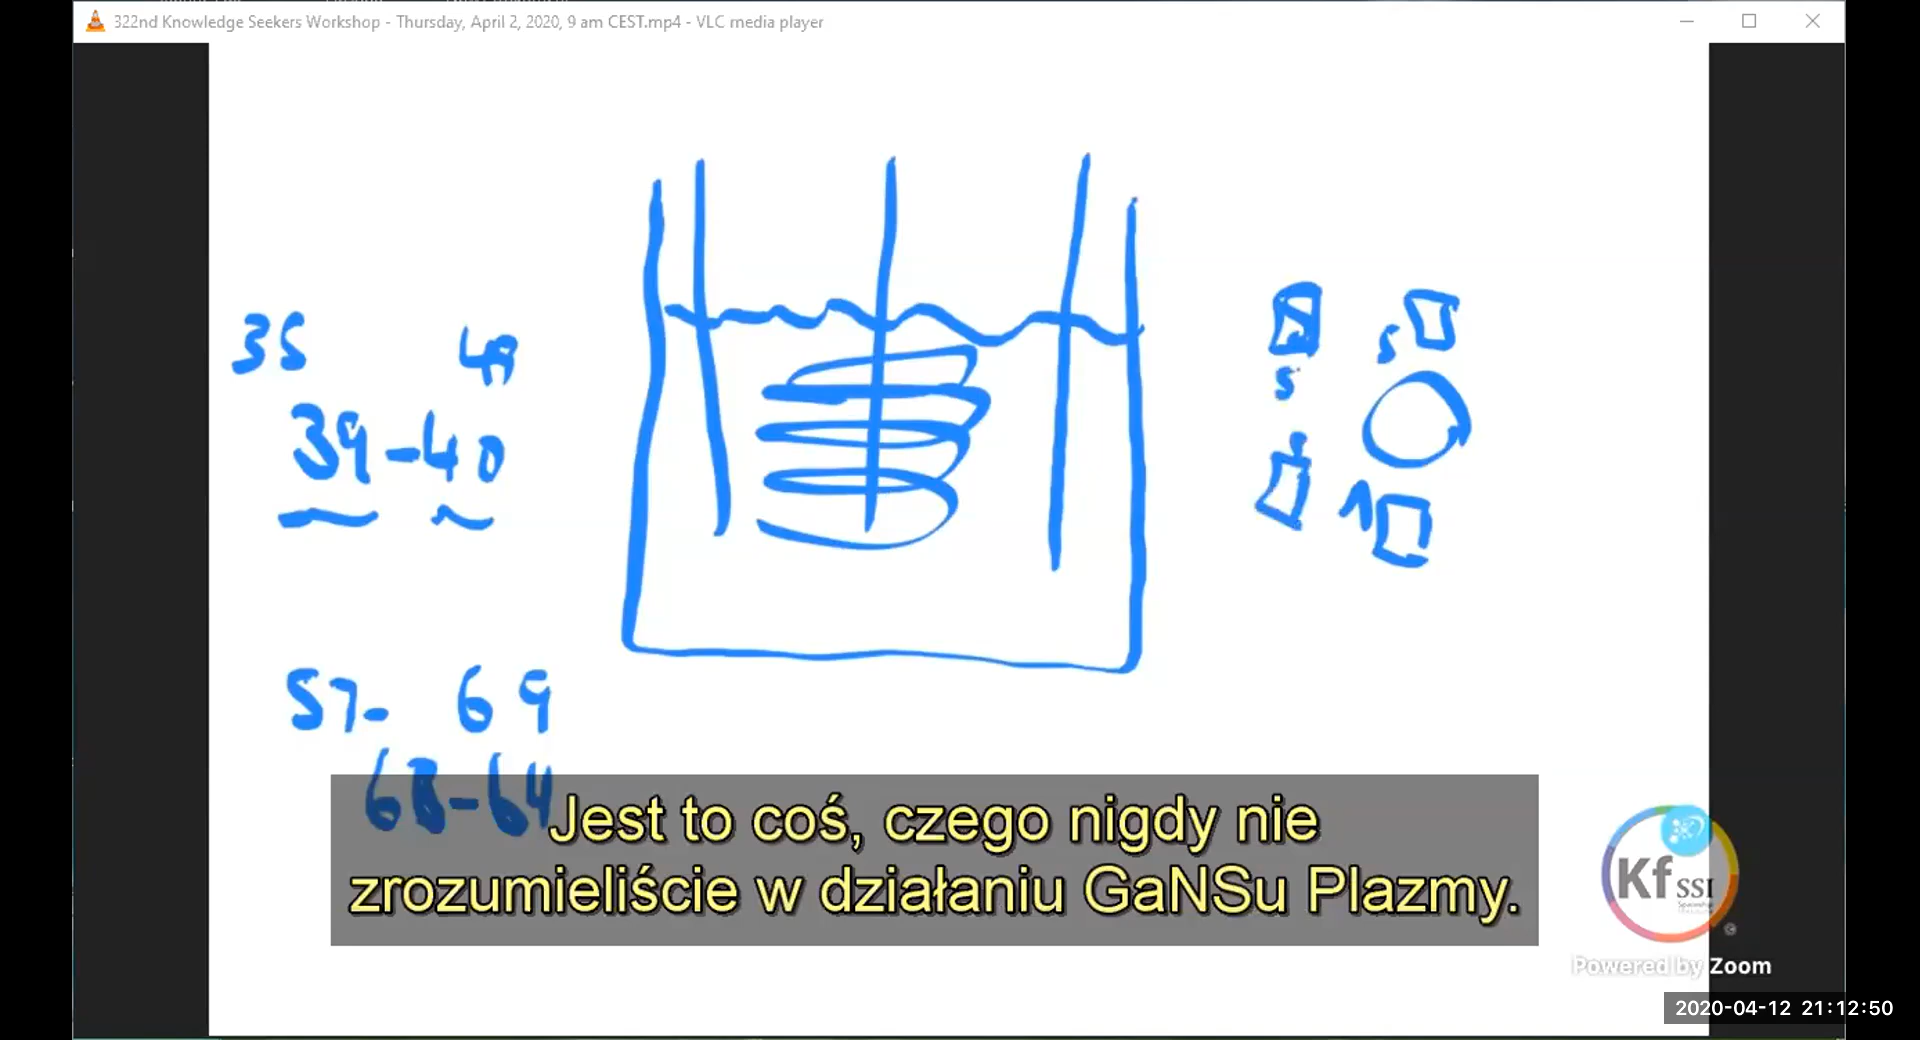 322nd Knowledge Seekers Workshop - Thursday, April 2, 2020, 9 am CEST.mp4 - VLC media player
35
39-40
57- 69
68-64
S
S
Jest to coś, czego nigdy nie
zrozumieliście w działaniu GaNSu Plazmy.
Kf SSI
Powered by Zoom
2020-04-12 21:12:50